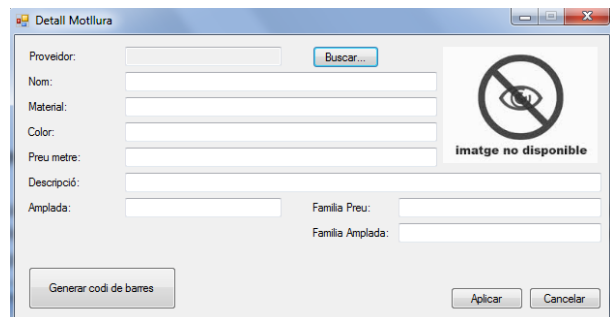 Detall Motllura
Proveidor:
Buscar...
Nom:
Material:
Color:
Preu metre:
imatge no disponible
Descripció:
Amplada:
Familia Preu:
Familia Amplada:
Generar codi de barres
Aplicar
Cancelar